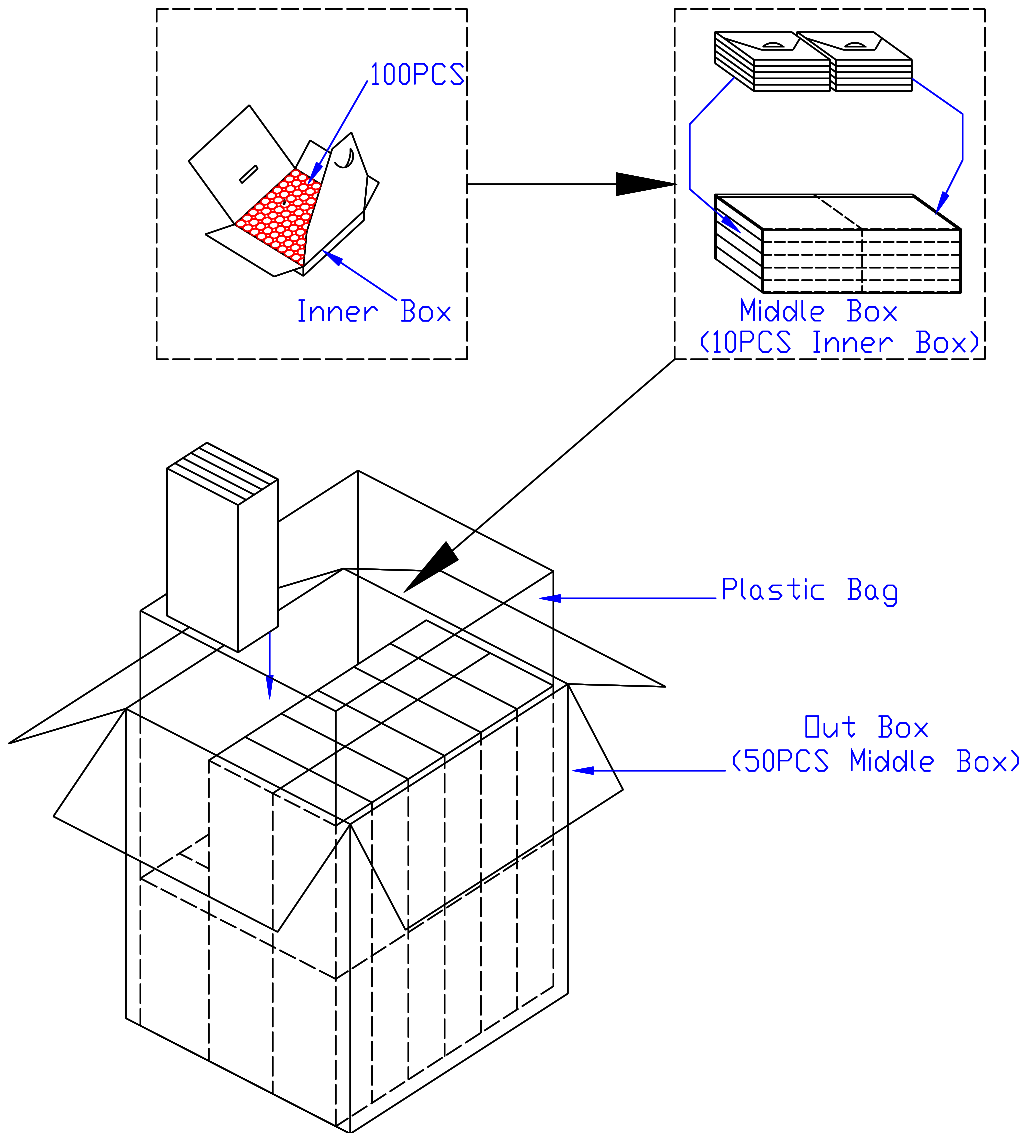 100PCS
Inner Box
Middle Box
(10PCS Inner Box)
Plastic Bag
Out Box
(50PCS Middle Box)